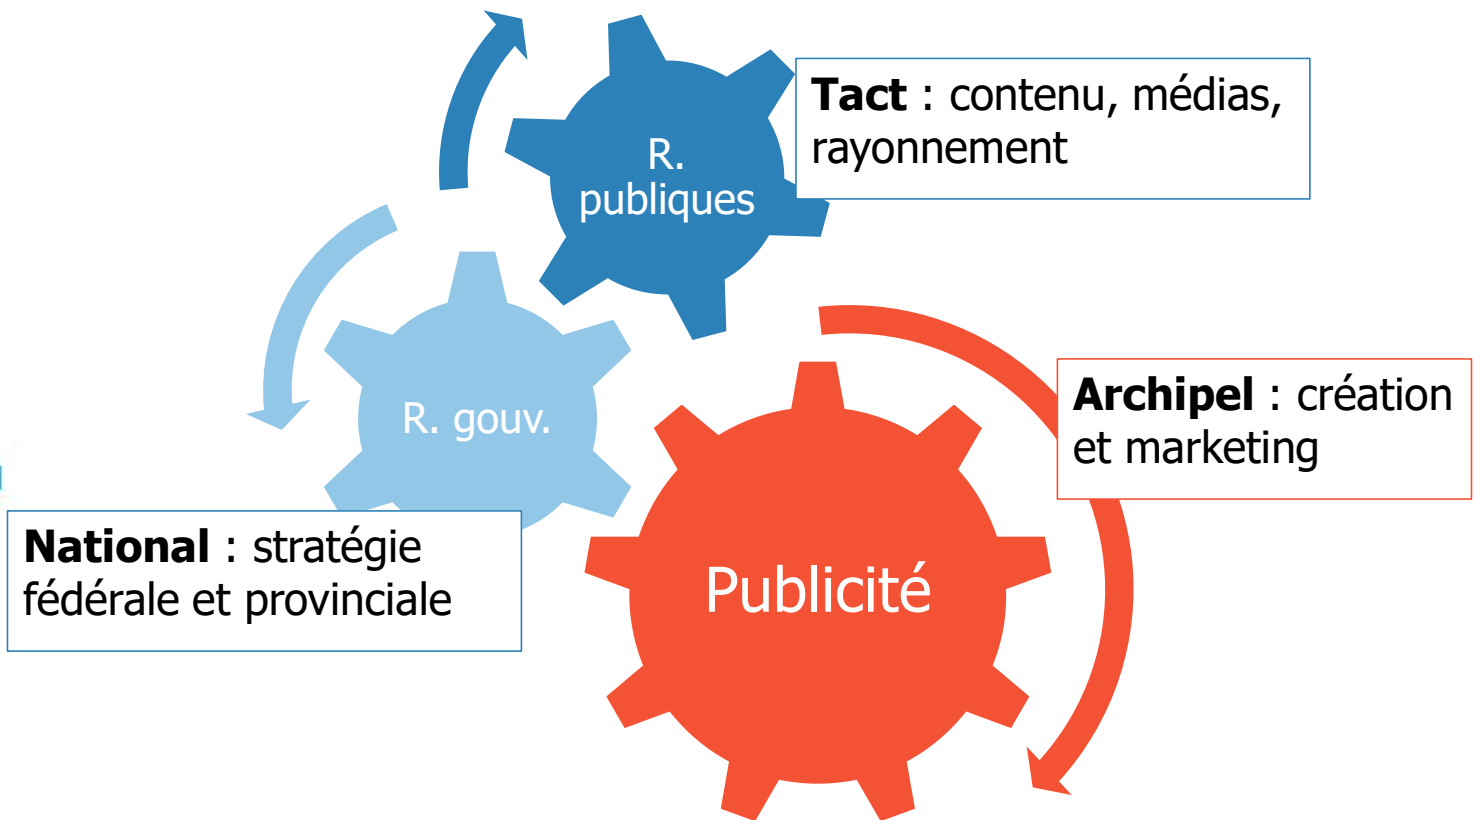 R.
publiques
Tact : contenu, médias,
rayonnement
R. gouv.
National : stratégie
fédérale et provinciale
Publicité
Archipel : création
et marketing